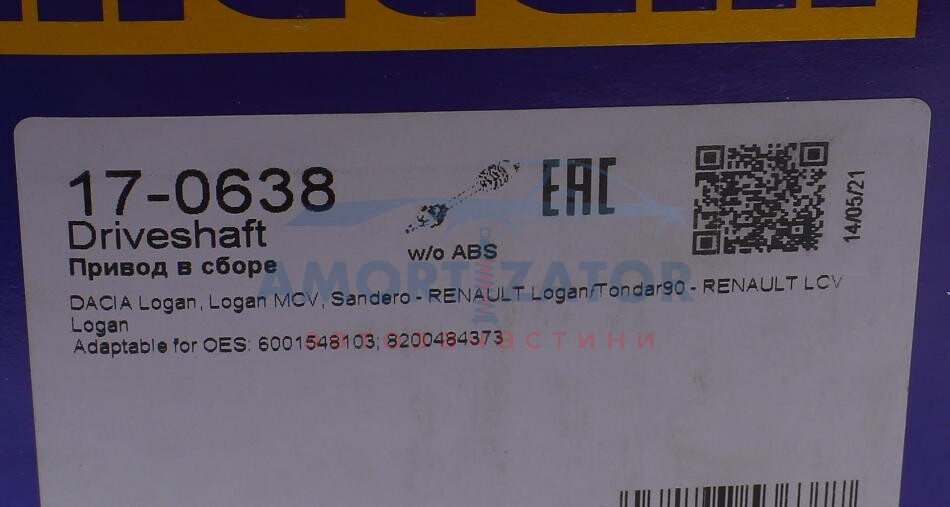 17-0638
Driveshaft
Привод в сборе
w/o ABS
EAC
14/05/21
DACIA Logan, Logan MCV, Sandero - RENAULT Logan/Tondar90 - RENAULT LCV
Logan
Adaptable for OES: 6001548103; 8200484373
AMORTIZATOR